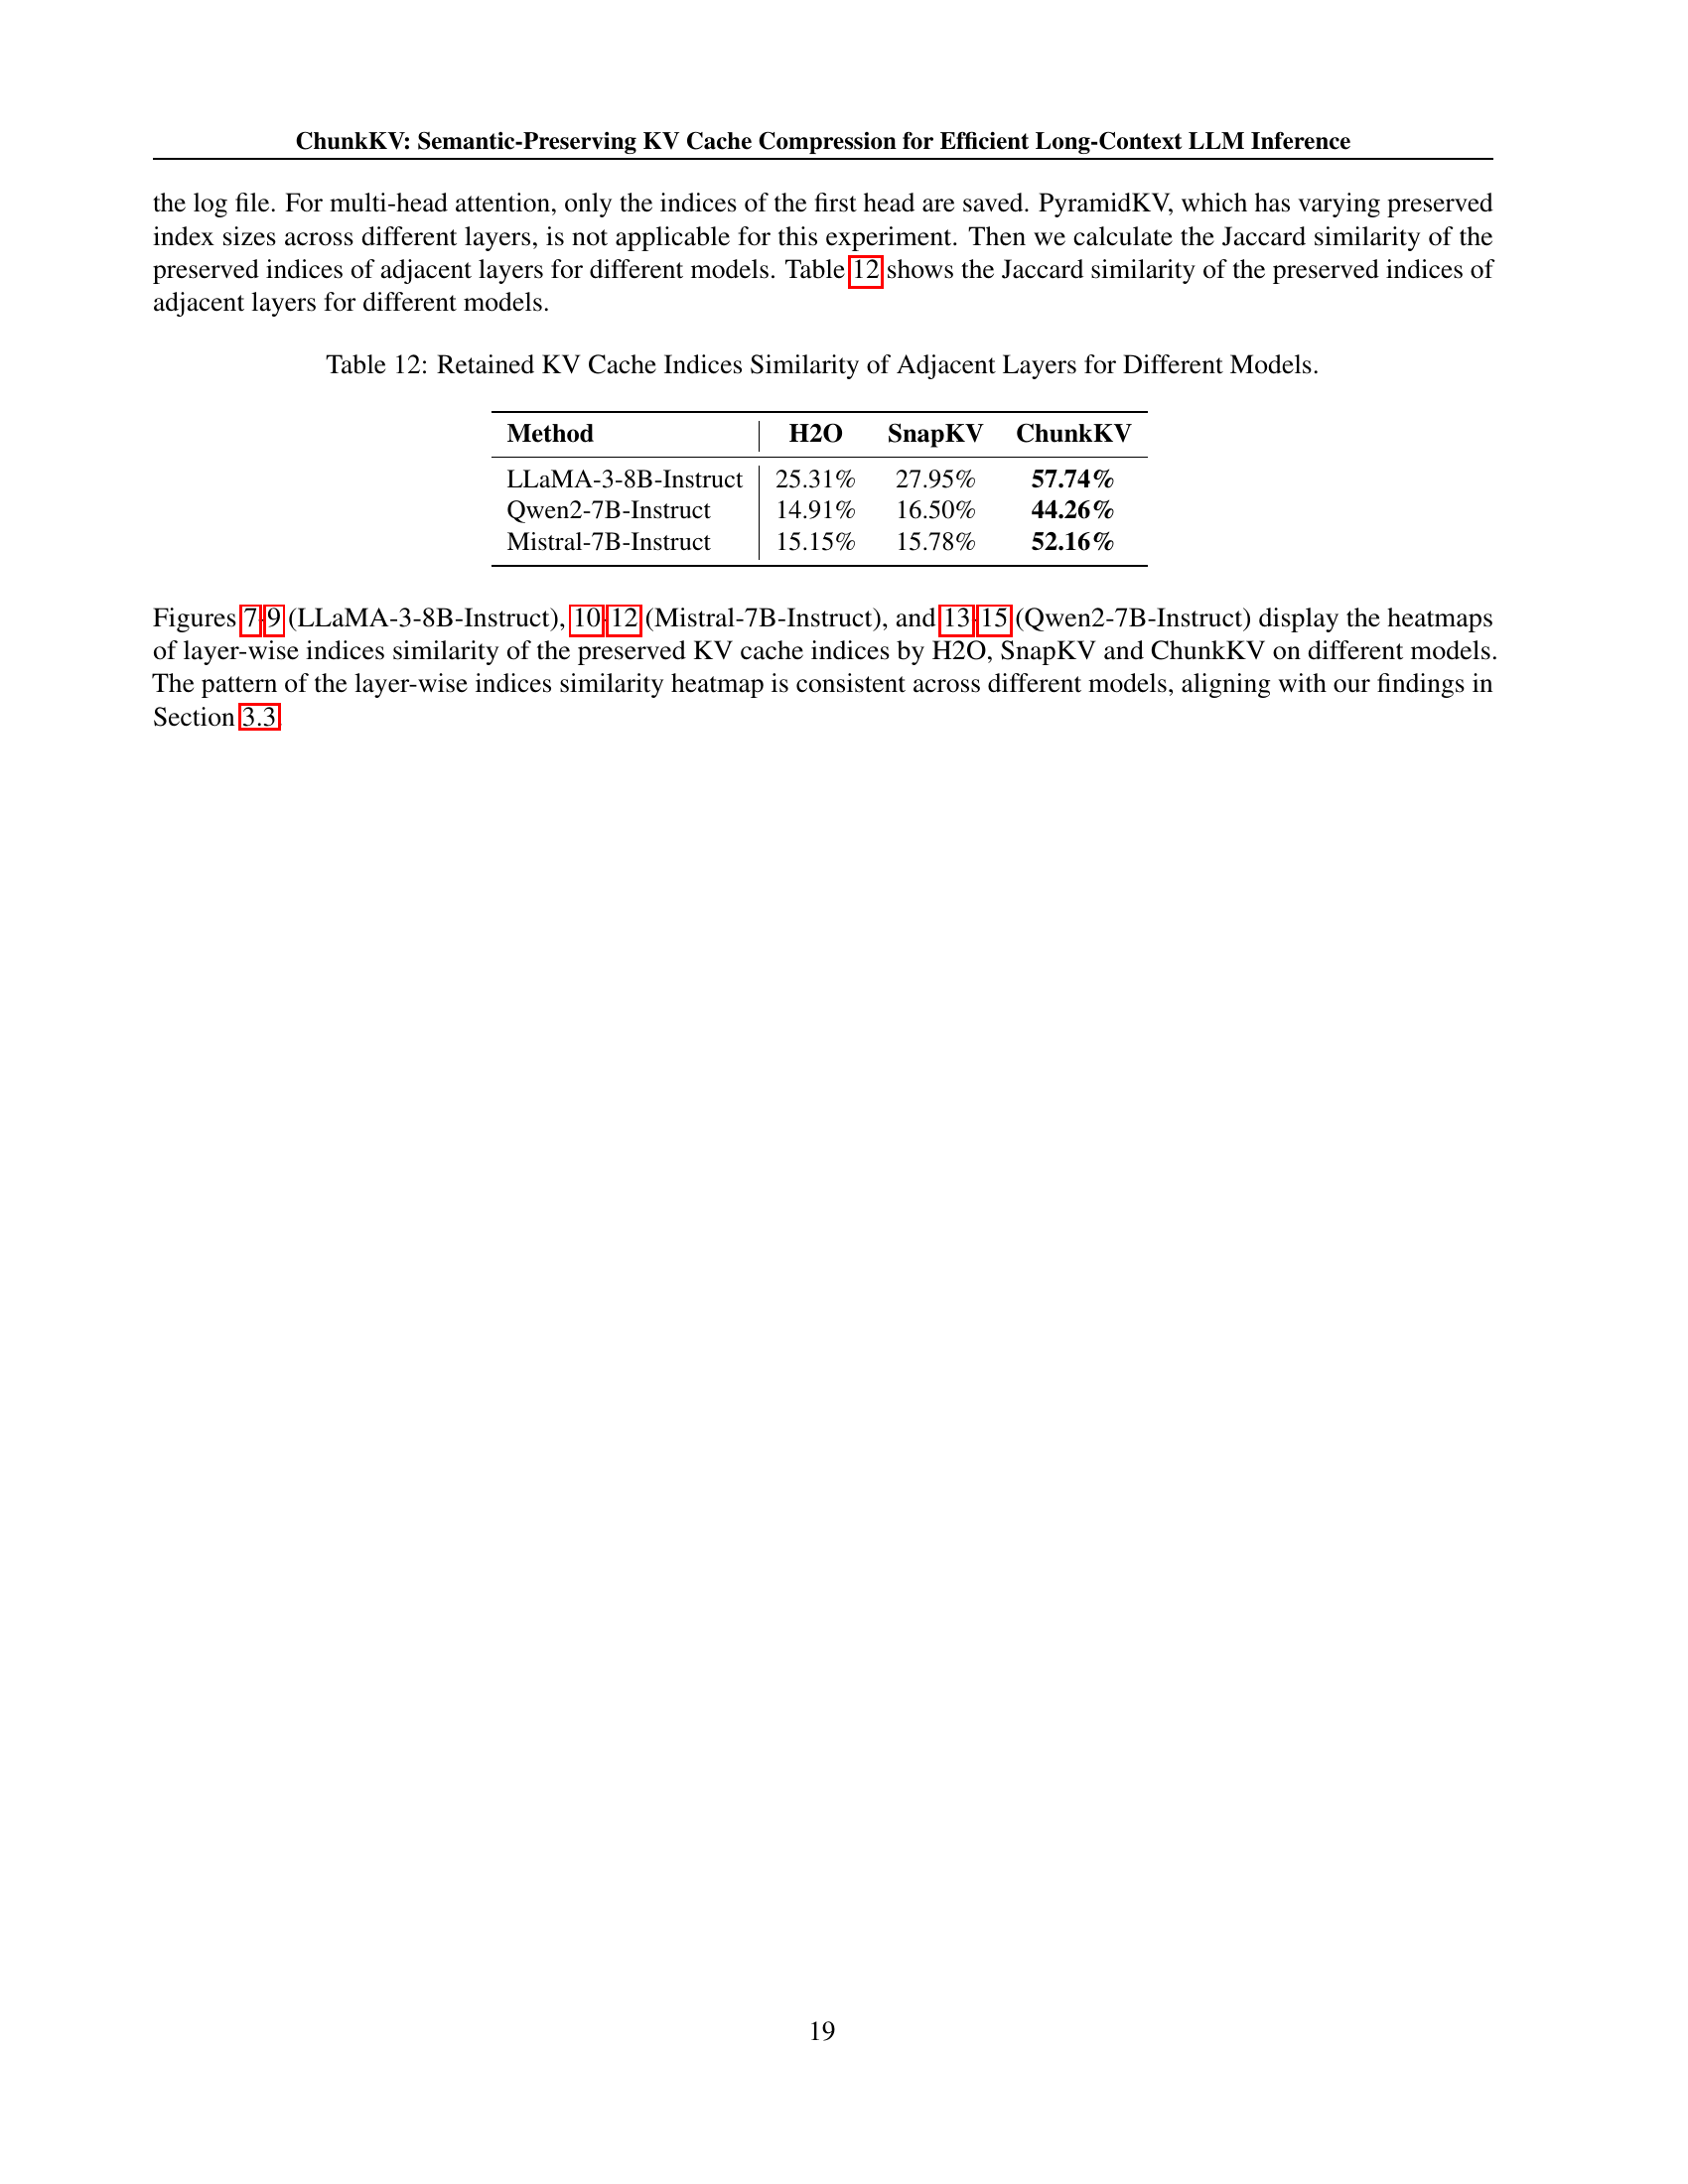 ChunkKV: Semantic-Preserving KV Cache Compression for Efficient Long-Context LLM Inference
the log file. For multi-head attention, only the indices of the first head are saved. PyramidKV, which has varying preserved
index sizes across different layers, is not applicable for this experiment. Then we calculate the Jaccard similarity of the
preserved indices of adjacent layers for different models. Table 12 shows the Jaccard similarity of the preserved indices of
adjacent layers for different models.
Table 12: Retained KV Cache Indices Similarity of Adjacent Layers for Different Models.
Method H2O SnapKV ChunkKV
LLaMA-3-8B-Instruct 25.31% 27.95% 57.74%
Qwen2-7B-Instruct 14.91% 16.50% 44.26%
Mistral-7B-Instruct 15.15% 15.78% 52.16%
Figures 7-9 (LLaMA-3-8B-Instruct), 10-12 (Mistral-7B-Instruct), and 13-15 (Qwen2-7B-Instruct) display the heatmaps
of layer-wise indices similarity of the preserved KV cache indices by H2O, SnapKV and ChunkKV on different models.
The pattern of the layer-wise indices similarity heatmap is consistent across different models, aligning with our findings in
Section 3.3.
19